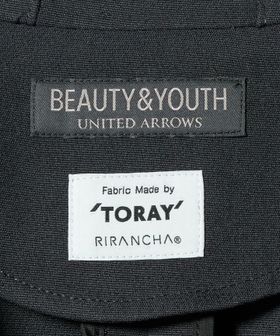 BEAUTY&YOUTH
UNITED ARROWS
Fabric Made by
'TORAY'
RIRANCHA®